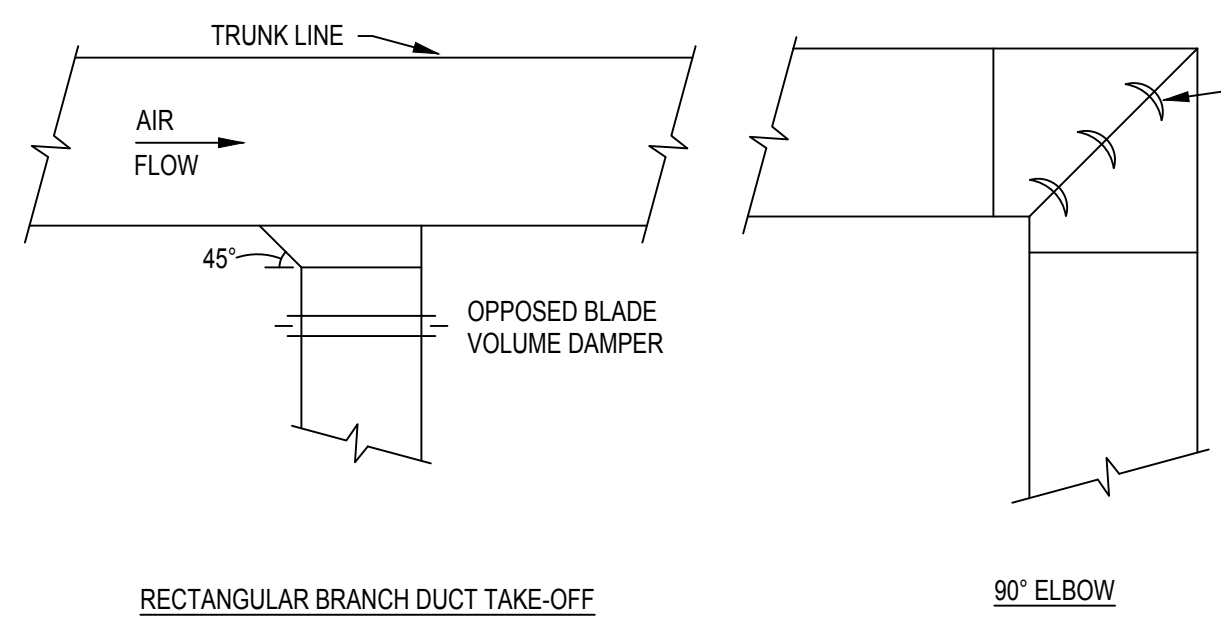 TRUNK LINE
AIR
FLOW
45°
OPPOSED BLADE
VOLUME DAMPER
RECTANGULAR BRANCH DUCT TAKE-OFF
90° ELBOW